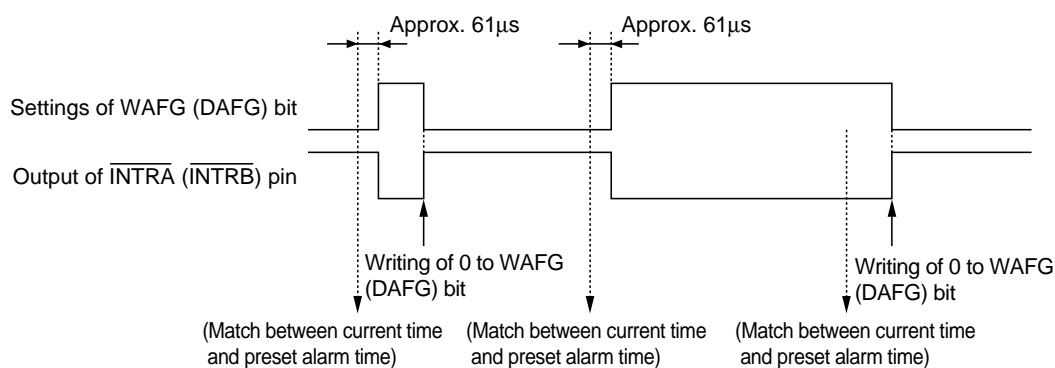 Approx. 61μs
Approx. 61μs
Settings of WAFG (DAFG) bit
Output of INTRA (INTRB) pin
Writing of 0 to WAFG
(DAFG) bit
Writing of 0 to WAFG
(DAFG) bit
(Match between current time
and preset alarm time)
(Match between current time
and preset alarm time)
(Match between current time
and preset alarm time)